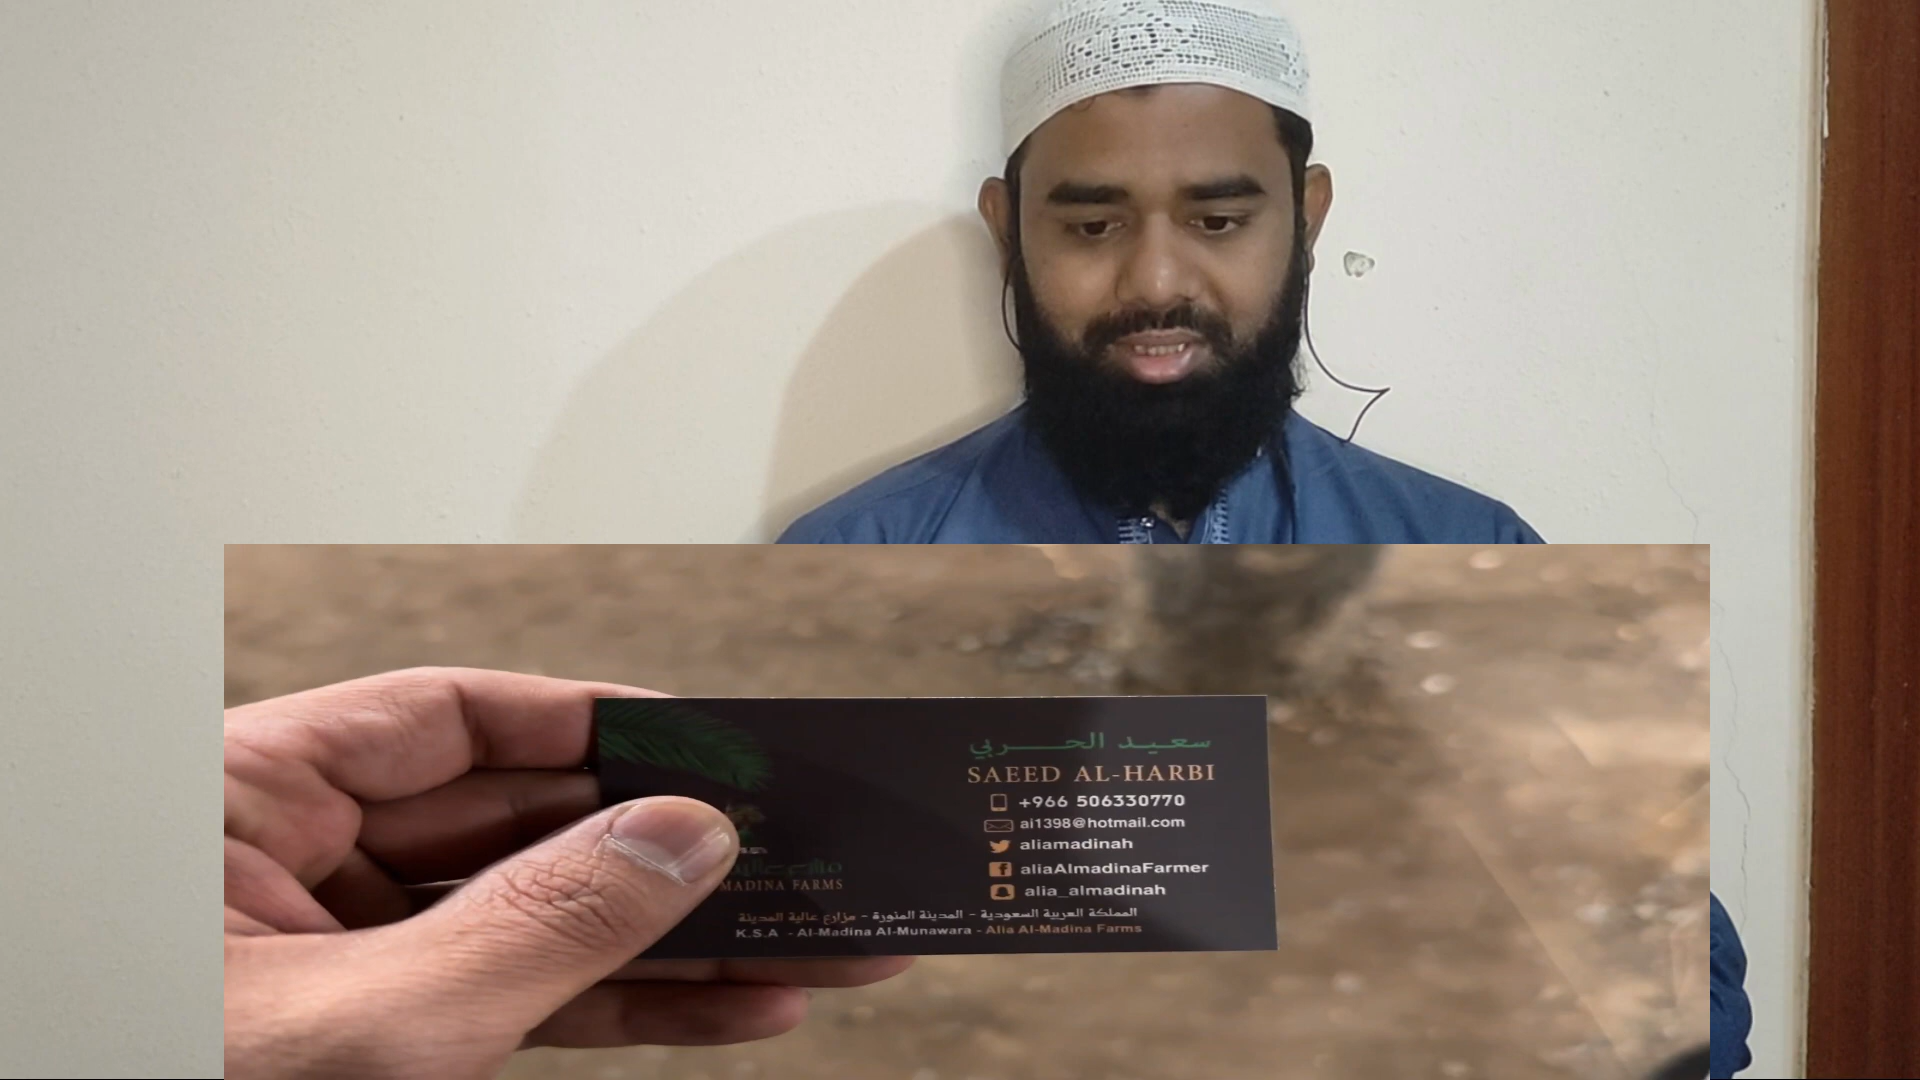 سعيد الحربي
SAEED AL-HARBI
+966 506330770
ai1398@hotmail.com
aliamadinah
aliaAlmadinaFarmer
alia_almadinah
MADINA FARMS
المملكة العربية السعودية - المدينة المنورة - مزارع عالية المدينة
K.S.A - Al-Madina Al-Munawara - Alia Al-Madina Farms